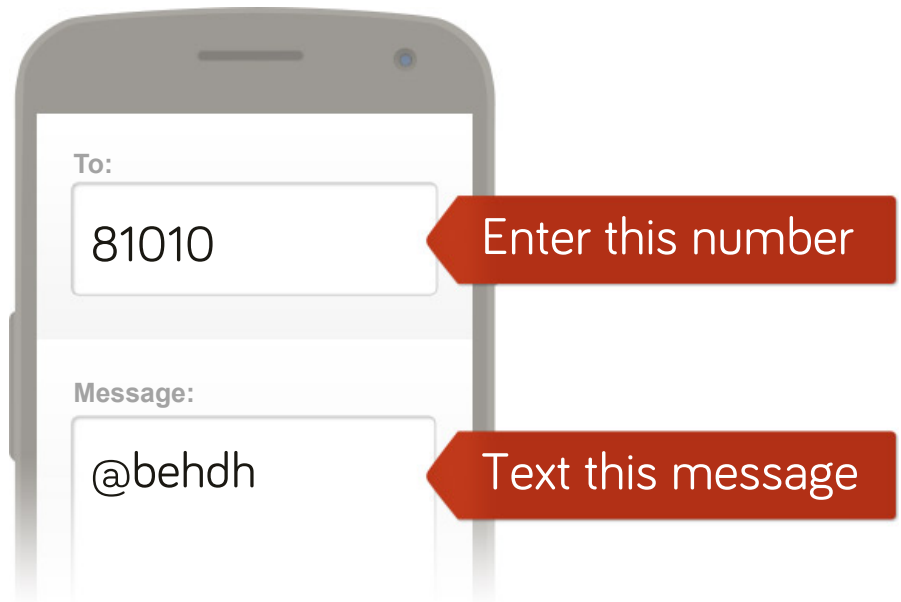 To:
81010
Enter this number
Message:
@behdh
Text this message